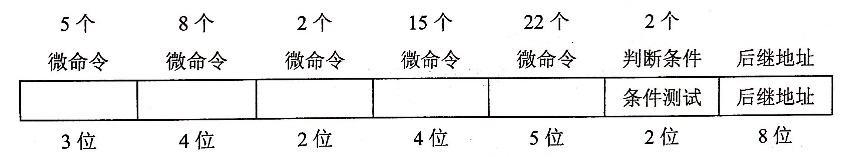 5个 8个 2个 15个 22个 2个
微命令 微命令 微命令 微命令 微命令 判断条件 后继地址
条件测试 后继地址
3位 4位 2位 4位 5位 2位 8位